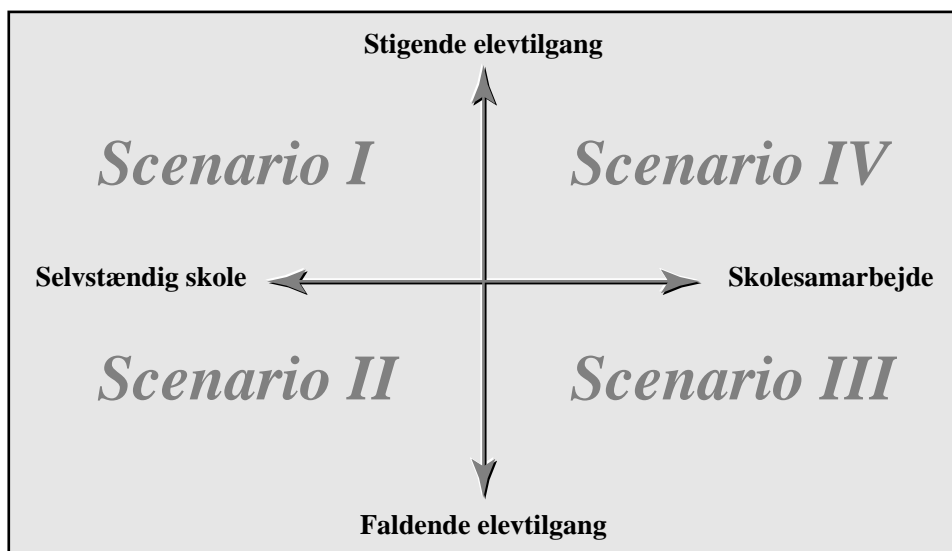 Stigende elevtilgang
Scenario I
Scenario IV
Selvstændig skole
Skolesamarbejde
Scenario II
Scenario III
Faldende elevtilgang